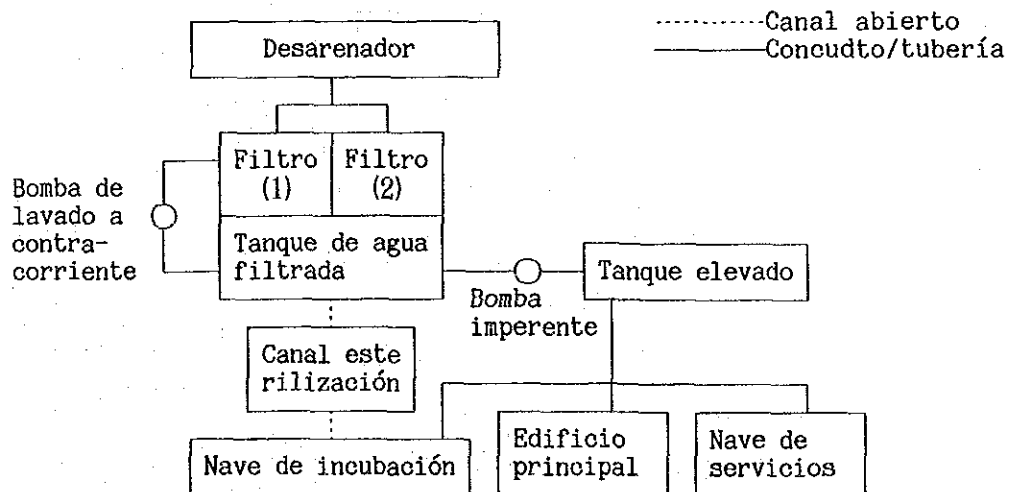 Canal abierto
Concudto/tubería
Desarenador
Filtro
(1)
Filtro
(2)
Bomba de
lavado a
contra-
corriente
Tanque de agua
filtrada
Bomba
imperente
Tanque elevado
Canal este
rilización
Nave de incubación
Edificio
principal
Nave de
servicios